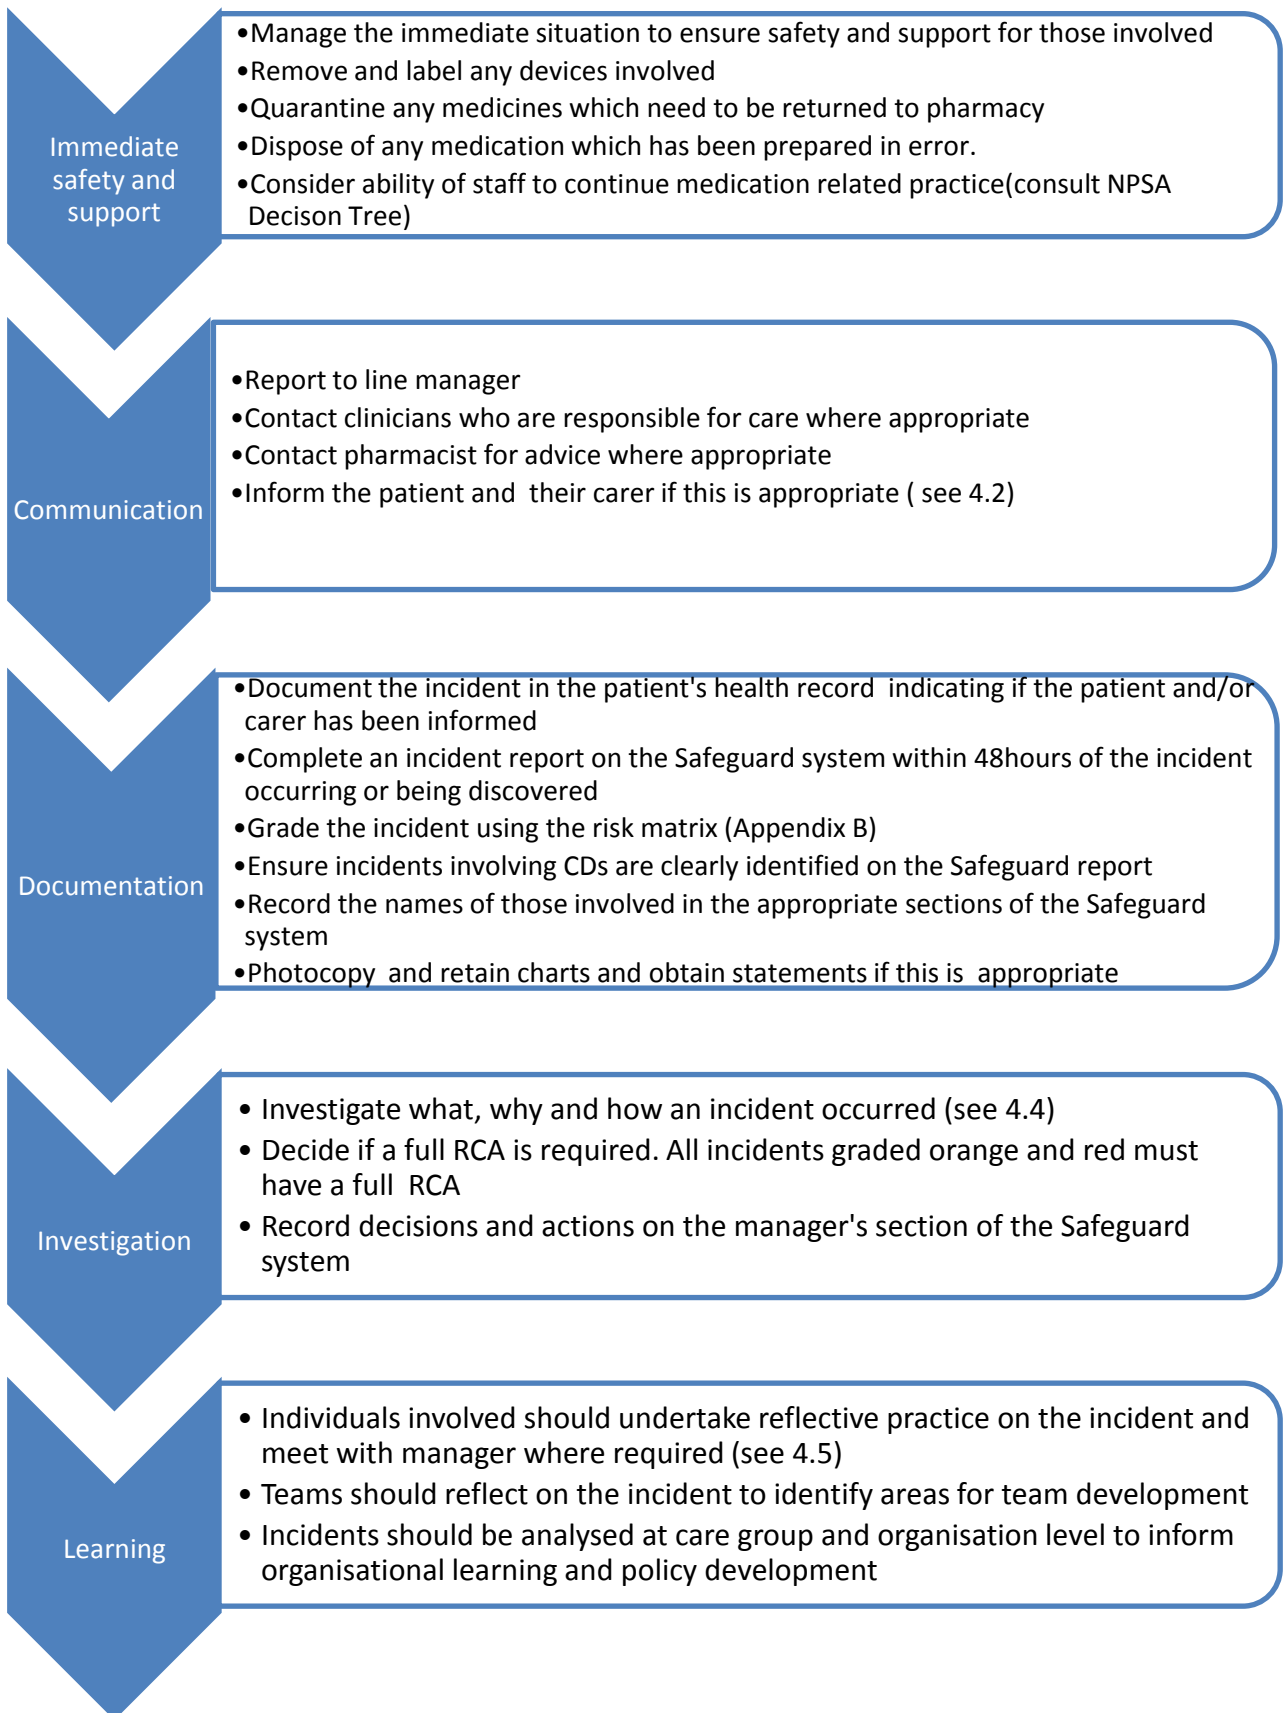 Immediate
safety and
support
•Manage the immediate situation to ensure safety and support for those involved
•Remove and label any devices involved
•Quarantine any medicines which need to be returned to pharmacy
•Dispose of any medication which has been prepared in error.
•Consider ability of staff to continue medication related practice(consult NPSA
Decison Tree)
Communication
•Report to line manager
•Contact clinicians who are responsible for care where appropriate
•Contact pharmacist for advice where appropriate
•Inform the patient and  their carer if this is appropriate ( see 4.2)
Documentation
•Document the incident in the patient's health record  indicating if the patient and/or
carer has been informed
•Complete an incident report on the Safeguard system within 48hours of the incident
occurring or being discovered
•Grade the incident using the risk matrix (Appendix B)
•Ensure incidents involving CDs are clearly identified on the Safeguard report
•Record the names of those involved in the appropriate sections of the Safeguard
system
•Photocopy  and retain charts and obtain statements if this is  appropriate
Investigation
• Investigate what, why and how an incident occurred (see 4.4)
• Decide if a full RCA is required. All incidents graded orange and red must
have a full  RCA
• Record decisions and actions on the manager's section of the Safeguard
system
Learning
• Individuals involved should undertake reflective practice on the incident and
meet with manager where required (see 4.5)
• Teams should reflect on the incident to identify areas for team development
• Incidents should be analysed at care group and organisation level to inform
organisational learning and policy development